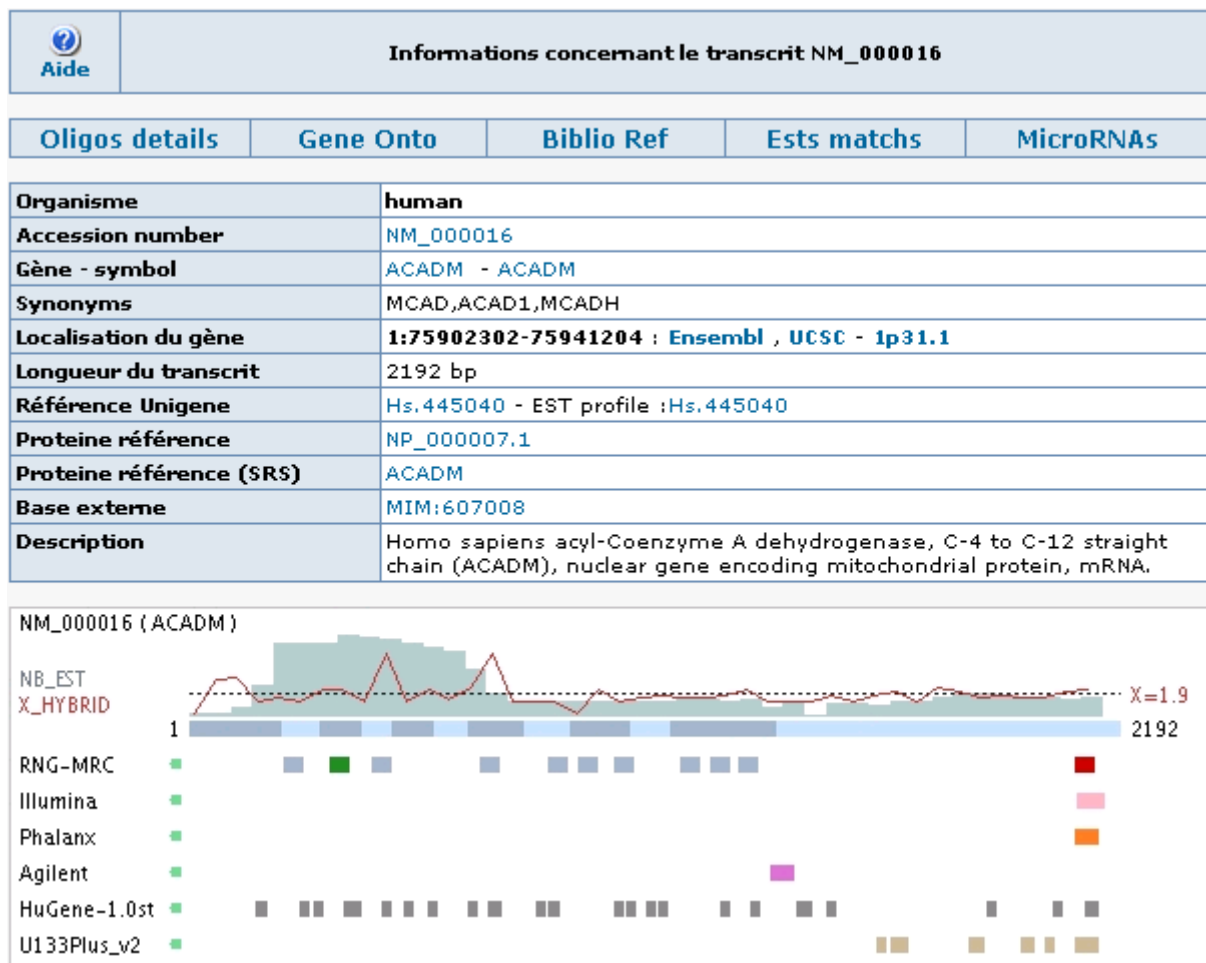 Aide
Informations concernant le transcrit NM_000016
Oligos details Gene Onto Biblio Ref Ests matchs MicroRNAs
Organisme human
Accession number NM_000016
Gène - symbol ACADM - ACADM
Synonyms MCAD,ACAD1,MCADH
Localisation du gène 1:75902302-75941204 : Ensembl , UCSC - 1p31.1
Longueur du transcrit 2192 bp
Référence Unigene Hs.445040 - EST profile :Hs.445040
Proteine référence NP_000007.1
Proteine référence (SRS) ACADM
Base externe MIM:607008
Description Homo sapiens acyl-Coenzyme A dehydrogenase, C-4 to C-12 straight
chain (ACADM), nuclear gene encoding mitochondrial protein, mRNA.
NM_000016 (ACADM)
NB_EST
X_HYBRID X=1.9
1 2192
RNG-MRC
Illumina
Phalanx
Agilent
HuGene-1.0st
U133Plus_v2